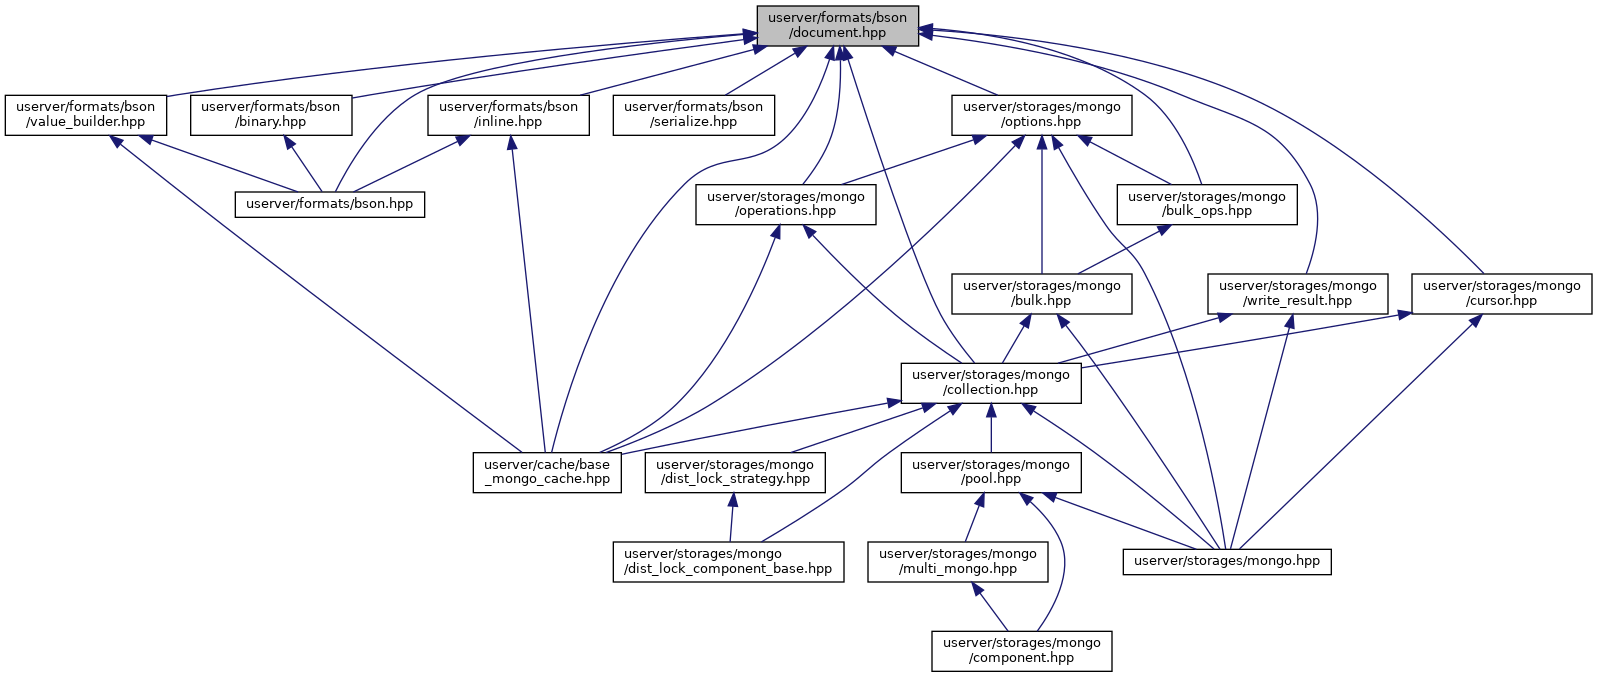 userver/formats/bson
/document.hpp
userver/formats/bson
/value_builder.hpp
userver/formats/bson
/binary.hpp
userver/formats/bson
/inline.hpp
userver/formats/bson
/serialize.hpp
userver/storages/mongo
/options.hpp
userver/formats/bson.hpp
userver/storages/mongo
/operations.hpp
userver/storages/mongo
/bulk_ops.hpp
userver/storages/mongo
/bulk.hpp
userver/storages/mongo
/write_result.hpp
userver/storages/mongo
/cursor.hpp
userver/storages/mongo
/collection.hpp
userver/cache/base
_mongo_cache.hpp
userver/storages/mongo
/dist_lock_strategy.hpp
userver/storages/mongo
/pool.hpp
userver/storages/mongo
/dist_lock_component_base.hpp
userver/storages/mongo
/multi_mongo.hpp
userver/storages/mongo.hpp
userver/storages/mongo
/component.hpp